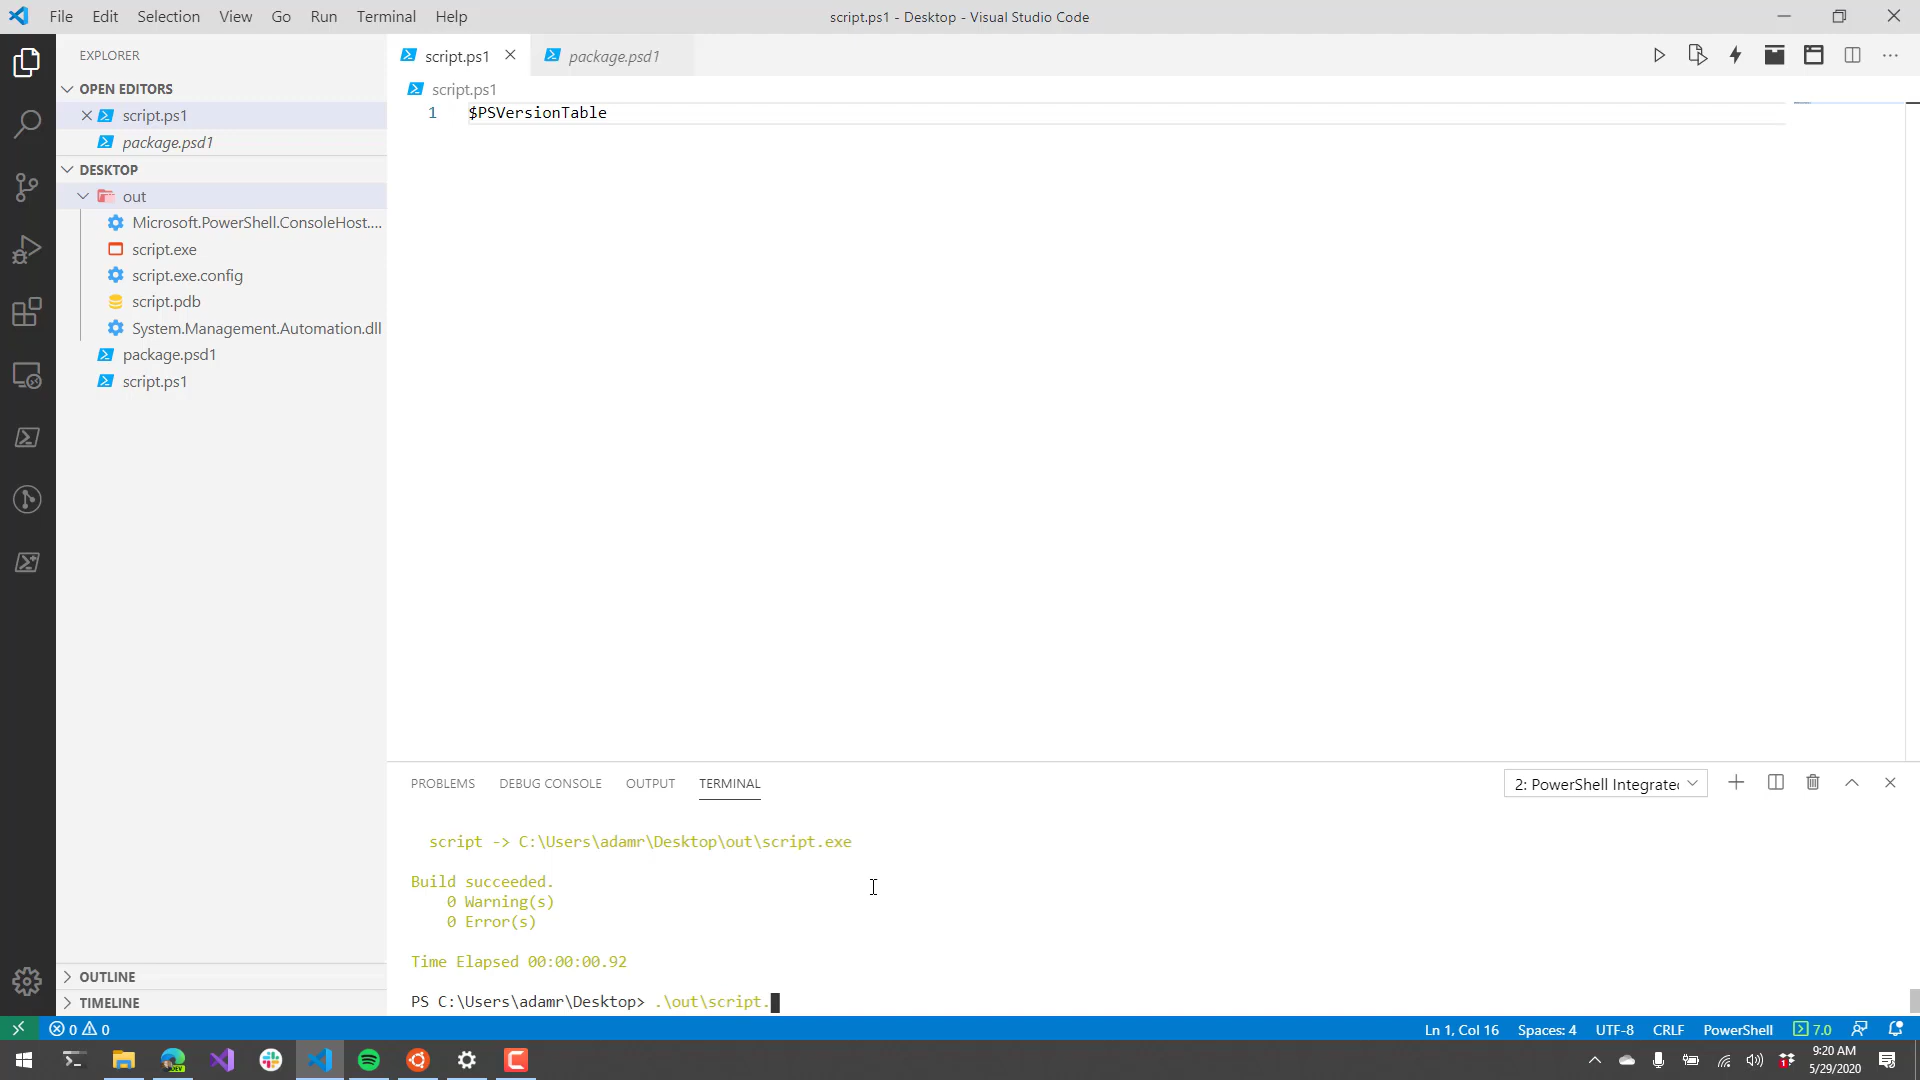 File Edit Selection View Go Run Terminal Help
script.ps1 - Desktop - Visual Studio Code
EXPLORER
OPEN EDITORS
script.ps1
package.psd1
DESKTOP
out
Microsoft.PowerShell.ConsoleHost....
script.exe
script.exe.config
script.pdb
System.Management.Automation.dll
package.psd1
script.ps1
OUTLINE
TIMELINE
script.ps1
package.psd1
script.ps1
1 $PSVersionTable
PROBLEMS DEBUG CONSOLE OUTPUT TERMINAL
2: PowerShell Integrate
script -> C:\Users\adamr\Desktop\out\script.exe
Build succeeded.
0 Warning(s)
0 Error(s)
Time Elapsed 00:00:00.92
PS C:\Users\adamr\Desktop> .\out\script.
0 0
Ln 1, Col 16 Spaces: 4 UTF-8 CRLF PowerShell 7.0
9:20 AM
5/29/2020